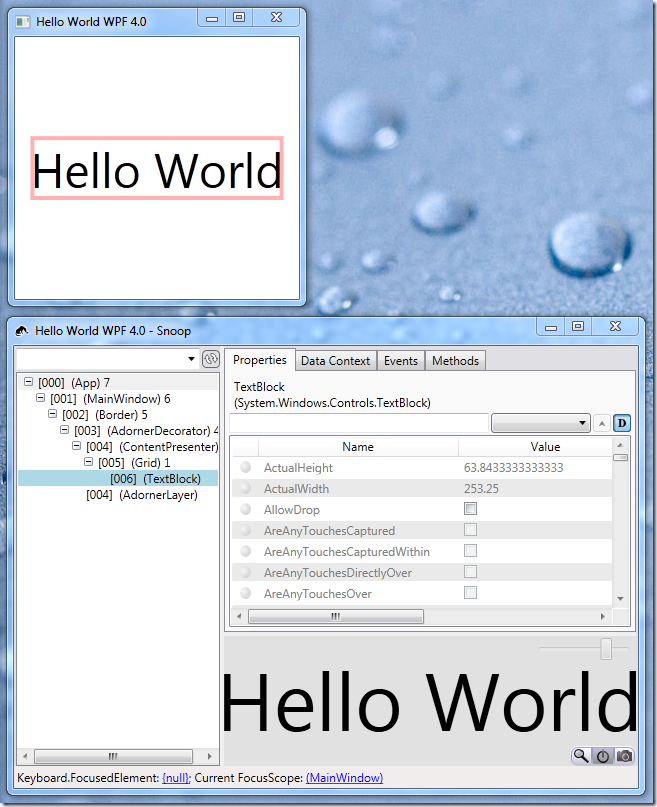 Hello World WPF 4.0
Hello World
Hello World WPF 4.0 - Snoop
[000] (App) 7
[001] (MainWindow) 6
[002] (Border) 5
[003] (AdornerDecorator) 4
[004] (ContentPresenter)
[005] (Grid) 1
[006] (TextBlock)
[004] (AdornerLayer)
Properties Data Context Events Methods
TextBlock
(System.Windows.Controls.TextBlock)
D
Name Value
ActualHeight 63.8433333333333
ActualWidth 253.25
AllowDrop
AreAnyTouchesCaptured
AreAnyTouchesCapturedWithin
AreAnyTouchesDirectlyOver
AreAnyTouchesOver
Hello World
Keyboard.FocusedElement: {null}; Current FocusScope: (MainWindow)